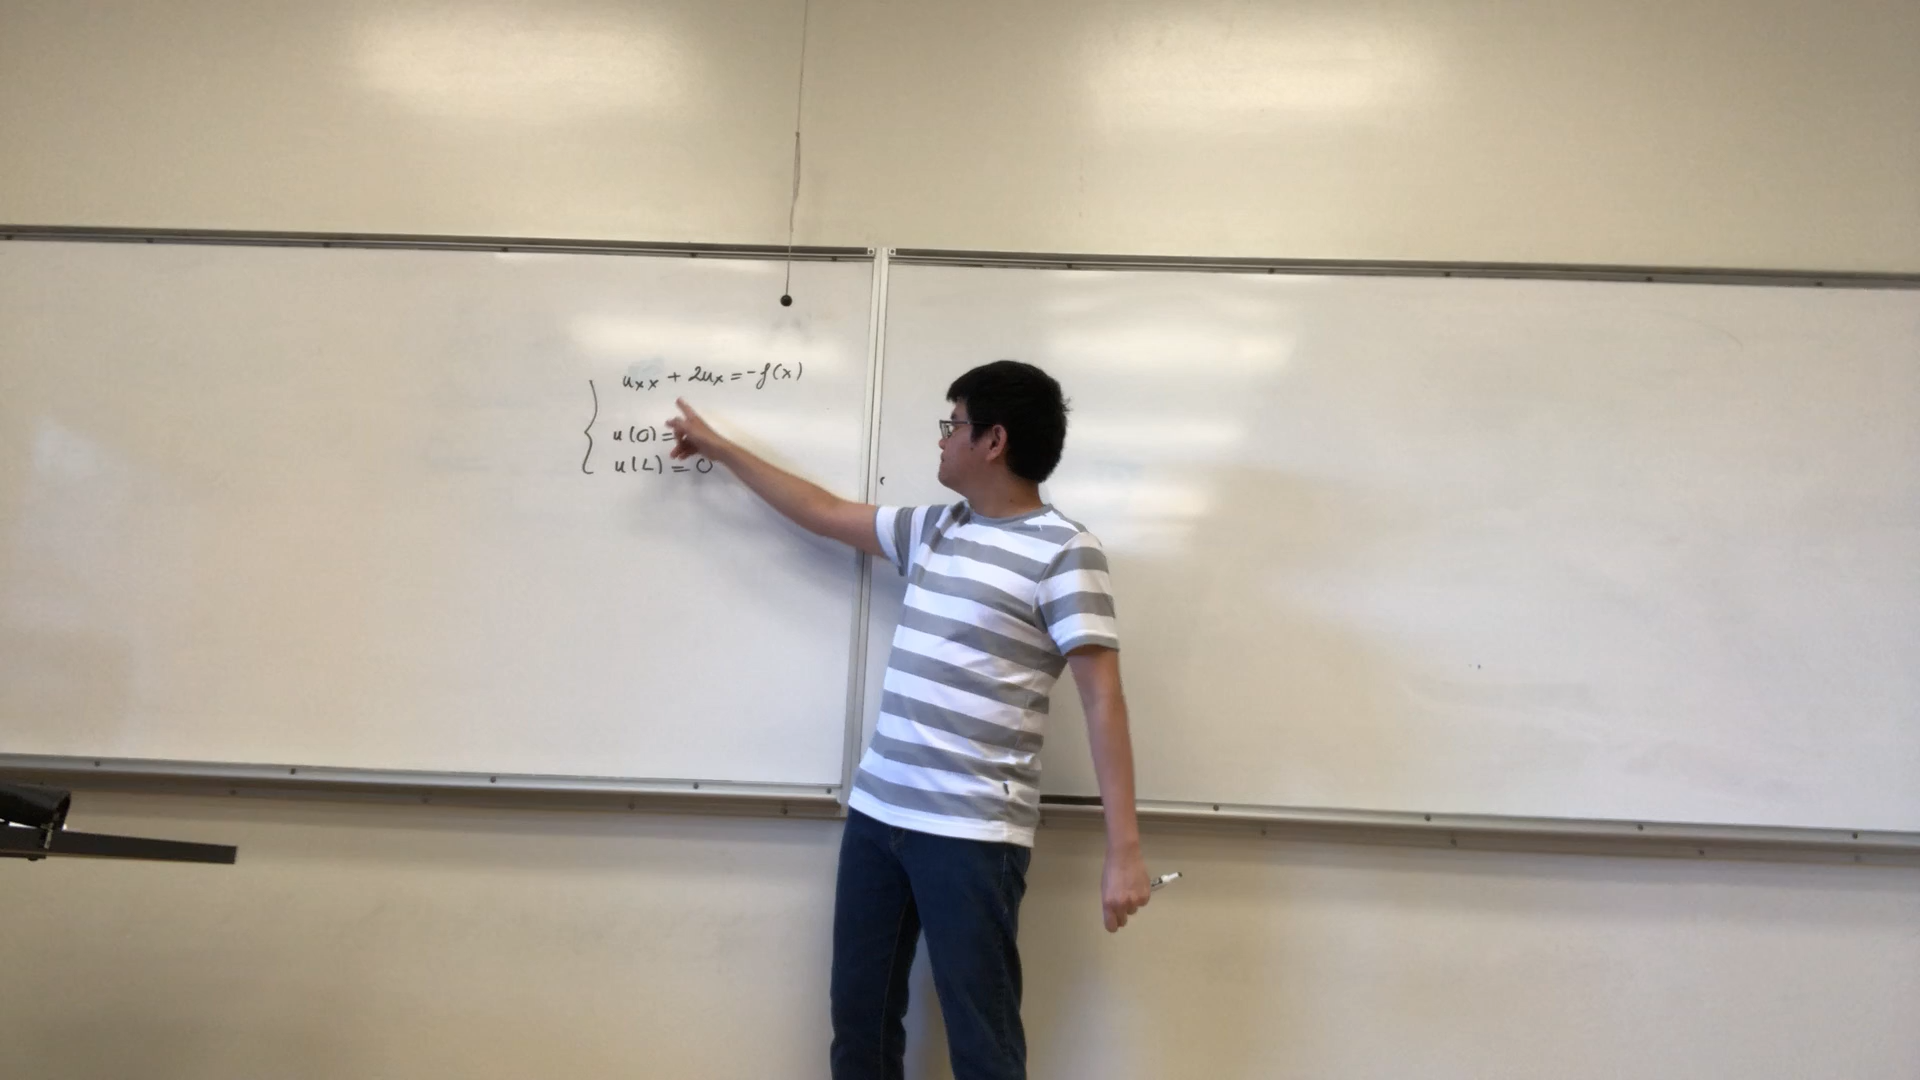 uxx + 2ux = -f(x)
u(0) =
u(L) = 0